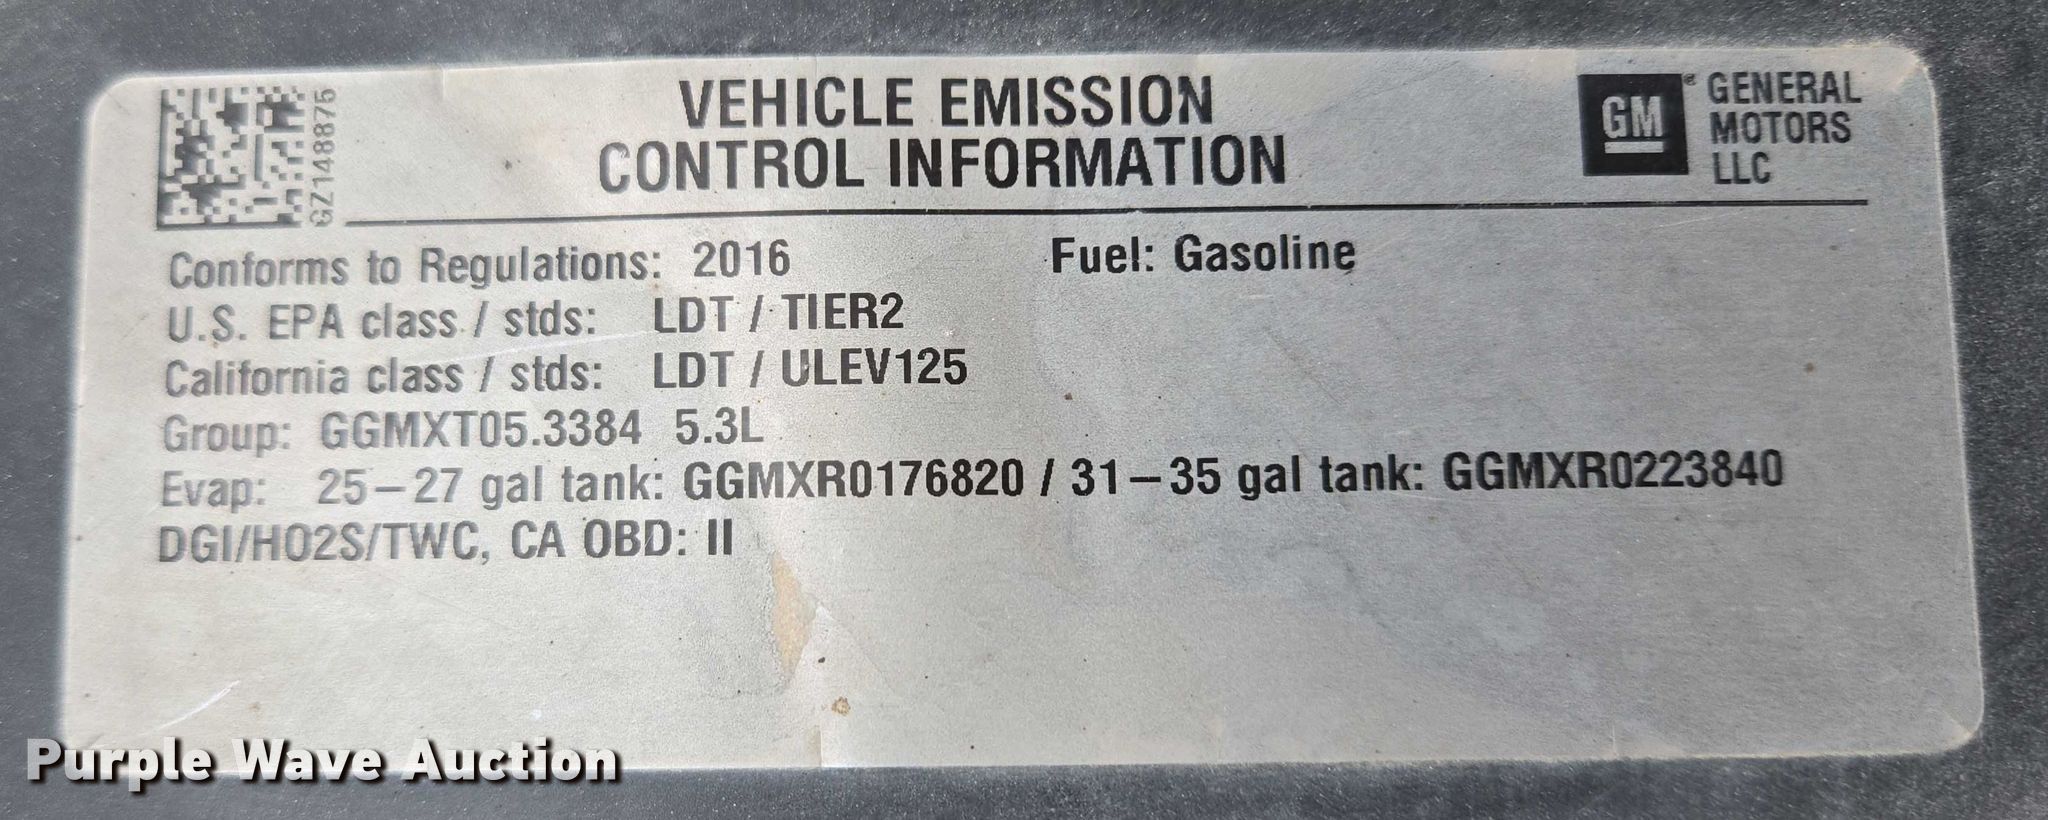 GZ148875
VEHICLE EMISSION
CONTROL INFORMATION
GM®
GENERAL
MOTORS
LLC
Conforms to Regulations: 2016 Fuel: Gasoline
U.S. EPA class / stds: LDT / TIER2
California class / stds: LDT / ULEV125
Group: GGMXT05.3384 5.3L
Evap: 25–27 gal tank: GGMXR0176820 / 31–35 gal tank: GGMXR0223840
DGI/HO2S/TWC, CA OBD: II
Purple Wave Auction